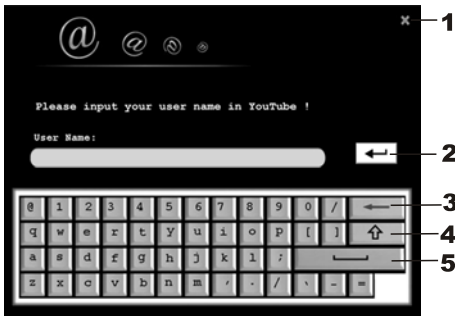 @ @ @ @
× 1
Please input your user name in YouTube !
User Name:
2
@ 1 2 3 4 5 6 7 8 9 0 / 3
q w e r t y u i o p [ ] 4
a s d f g h j k l ; 5
z x c v b n m , . / \ - =